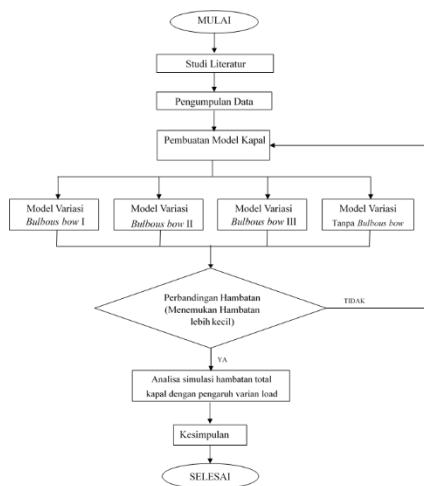 MULAI
Studi Literatur
Pengumpulan Data
Pembuatan Model Kapal
Model Variasi
Bulbous bow I
Model Variasi
Bulbous bow II
Model Variasi
Bulbous bow III
Model Variasi
Tanpa Bulbous bow
Perbandingan Hambatan
(Menemukan Hambatan
lebih kecil)
TIDAK
YA
Analisa simulasi hambatan total
kapal dengan pengaruh varian load
Kesimpulan
SELESAI